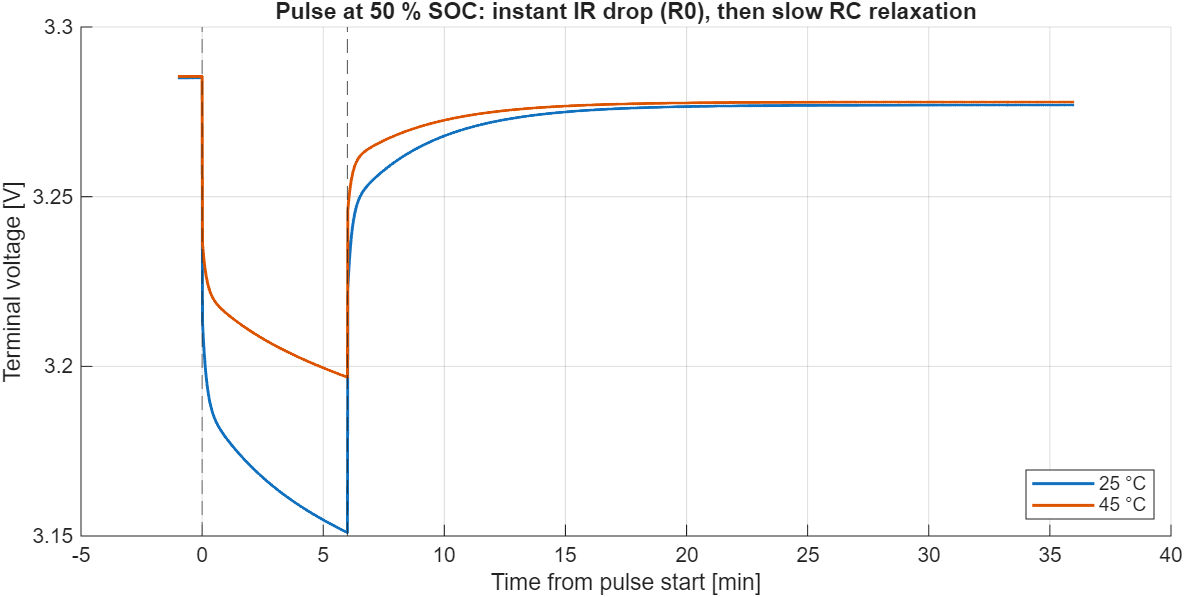 Pulse at 50 % SOC: instant IR drop (R0), then slow RC relaxation
3.3
3.25
3.2
3.15
Terminal voltage [V]
-5 0 5 10 15 20 25 30 35 40
Time from pulse start [min]
25 °C
45 °C